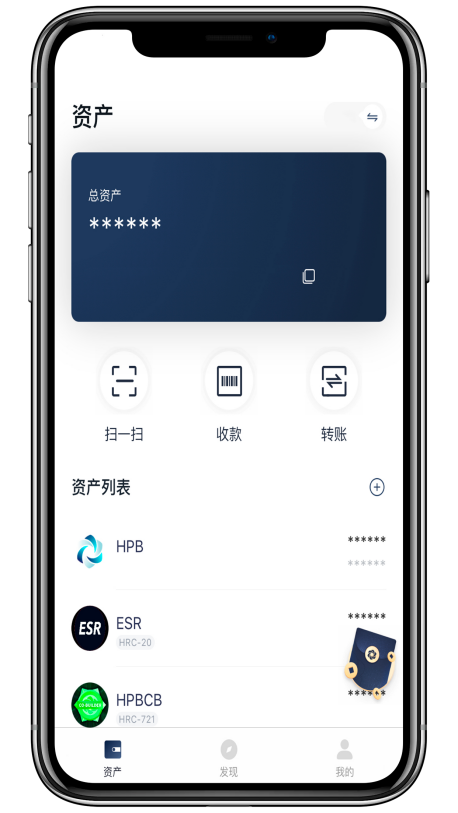 资产
总资产
******
扫一扫
收款
转账
资产列表
HPB
******
******
ESR
ESR
HRC-20
******
HPBCB
HRC-721
******
资产
发现
我的